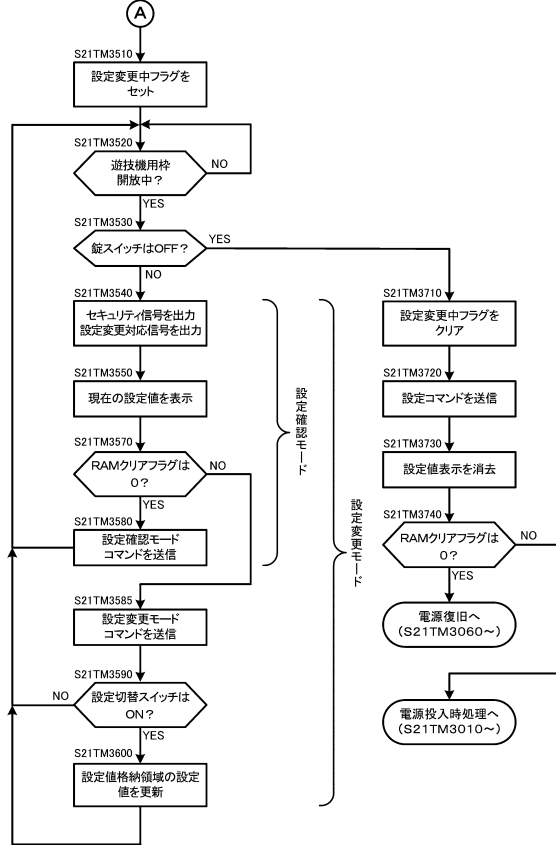 A
S21TM3510
設定変更中フラグを
セット
S21TM3520
遊技機用枠
開放中？
NO
YES
S21TM3530
錠スイッチはOFF？
YES
NO
S21TM3540
セキュリティ信号を出力
設定変更対応信号を出力
S21TM3550
現在の設定値を表示
S21TM3570
RAMクリアフラグは
0？
NO
YES
S21TM3580
設定確認モード
コマンドを送信
S21TM3585
設定変更モード
コマンドを送信
S21TM3590
設定切替スイッチは
ON？
NO
YES
S21TM3600
設定値格納領域の設定
値を更新
設定確認モード
設定変更モード
S21TM3710
設定変更中フラグを
クリア
S21TM3720
設定コマンドを送信
S21TM3730
設定値表示を消去
S21TM3740
RAMクリアフラグは
0？
NO
YES
電源復旧へ
(S21TM3060～)
電源投入時処理へ
(S21TM3010～)